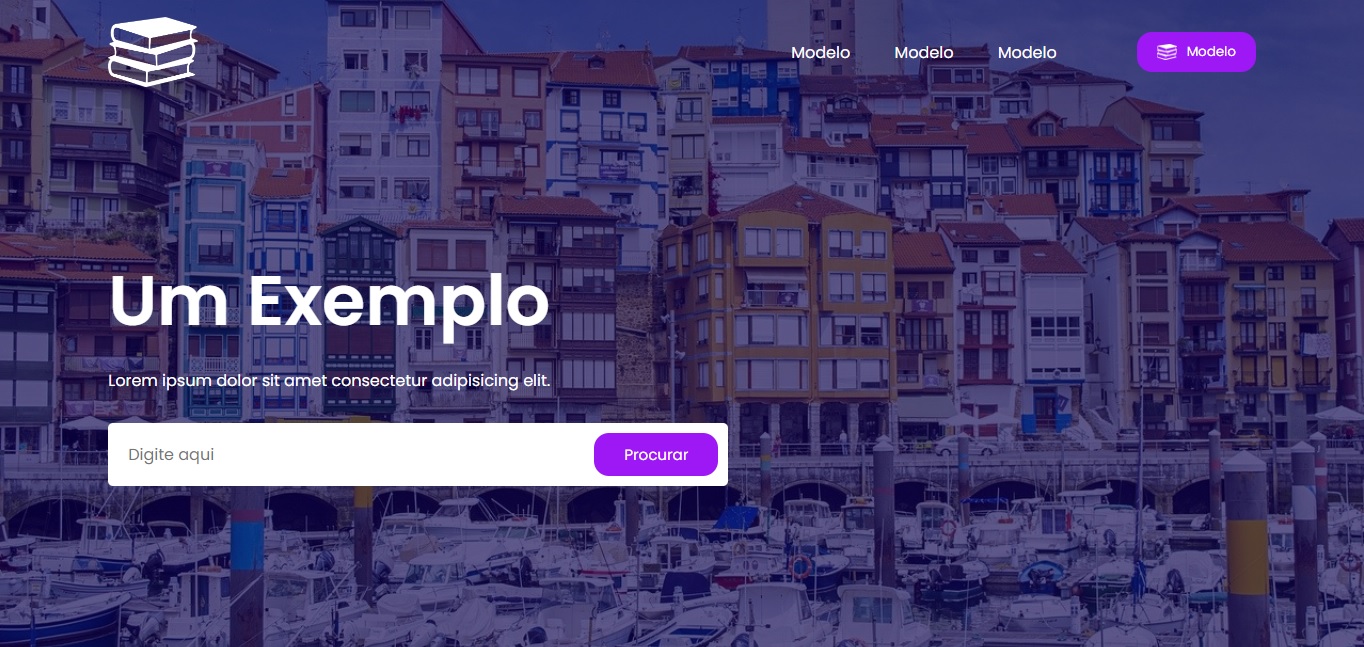 Modelo
Modelo
Modelo
Modelo
Um Exemplo
Lorem ipsum dolor sit amet consectetur adipisicing elit.
Digite aqui
Procurar